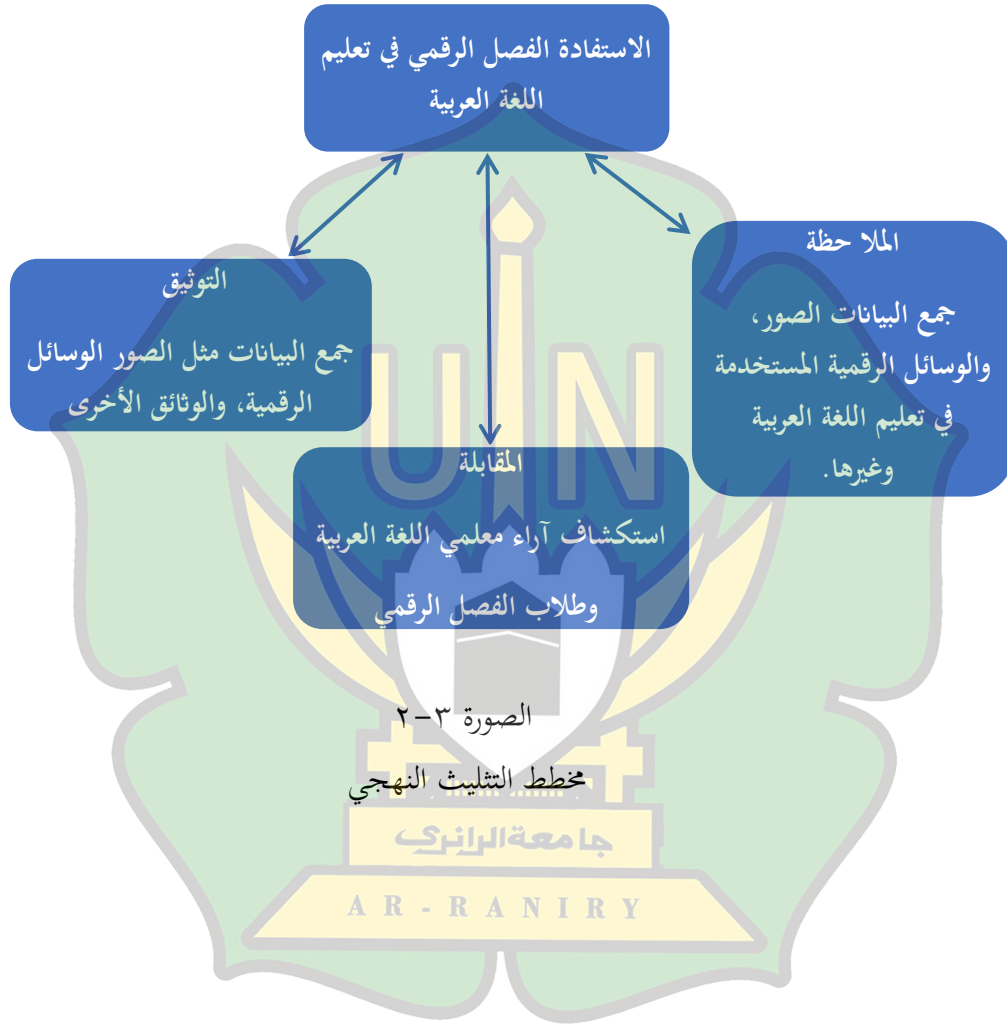 الاستفادة الفصل الرقمي في تعليم
اللغة العربية
الملا حظة
جمع البيانات الصور،
والوسائل الرقمية المستخدمة
في تعليم اللغة العربية
وغيرها.
التوثيق
جمع البيانات مثل الصور الوسائل
الرقمية، والوثائق الأخرى
المقابلة
استكشاف آراء معلمي اللغة العربية
وطلاب الفصل الرقمي
UIN
الصورة ٣-٢
مخطط التثليث النهجي
جامعة الرانري
AR-RANIRY